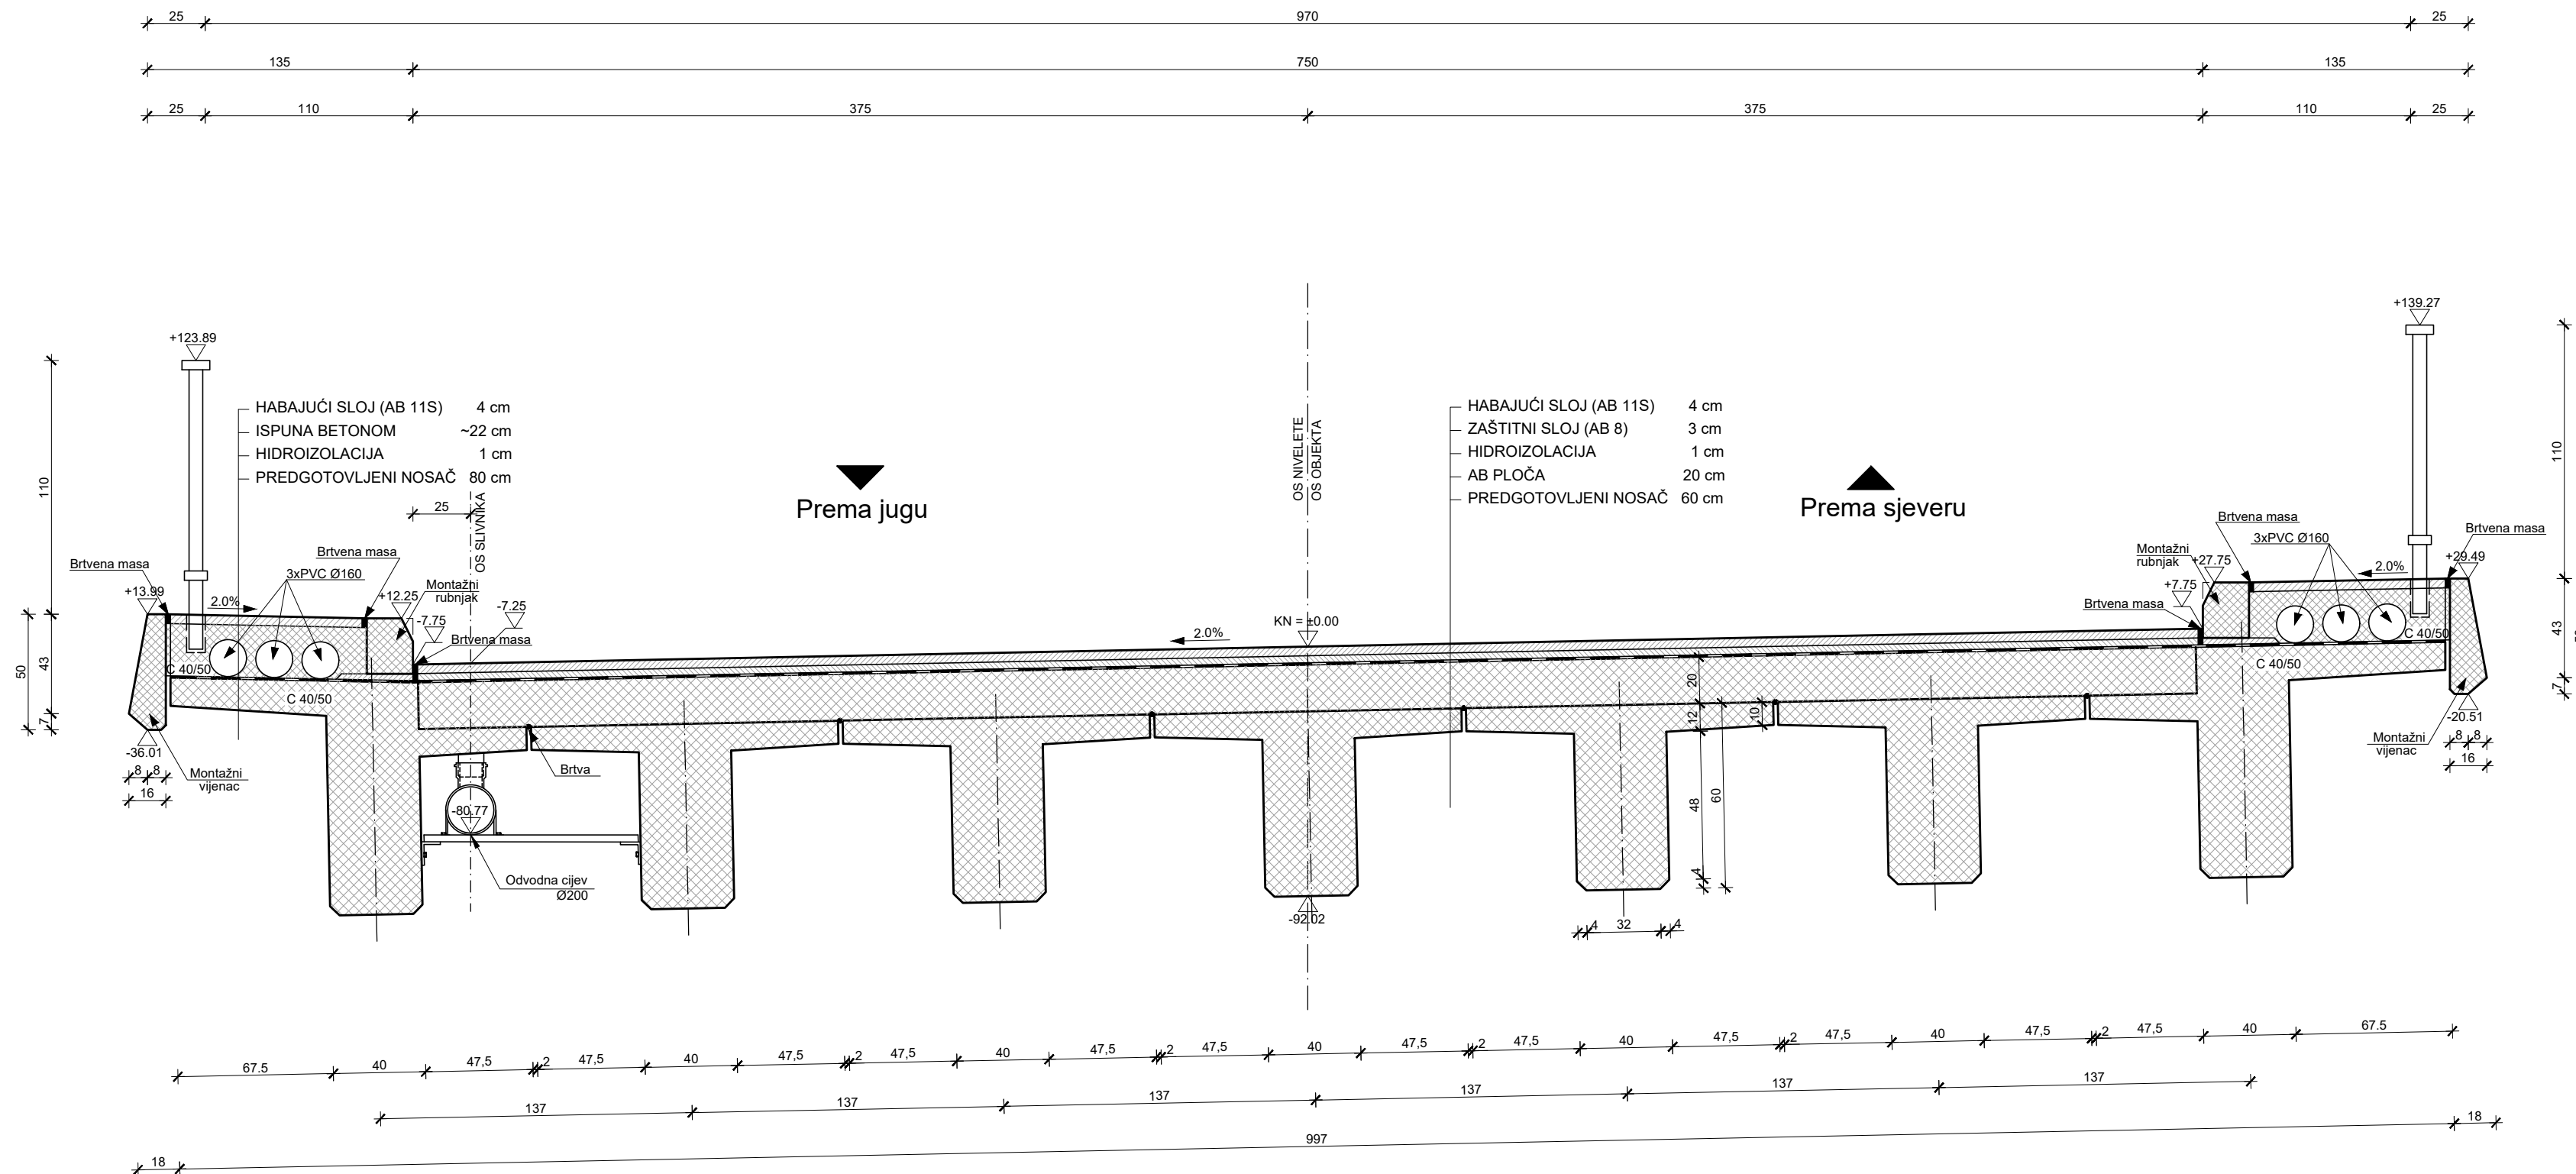 25 970 25
135 750 135
25 110 375 375 110 25
+123.89
+139.27
HABAJUĆI SLOJ (AB 11S) 4 cm
ISPUNA BETONOM ~22 cm
HIDROIZOLACIJA 1 cm
PREDGOTOVLJENI NOSAČ 80 cm
HABAJUĆI SLOJ (AB 11S) 4 cm
ZAŠTITNI SLOJ (AB 8) 3 cm
HIDROIZOLACIJA 1 cm
AB PLOČA 20 cm
PREDGOTOVLJENI NOSAČ 60 cm
OS NIVELETE
OS OBJEKTA
Prema jugu
Prema sjeveru
110
110
25
OS SLIVNIKA
Brtvena masa
Brtvena masa
3xPVC Ø160
+13.99
2.0%
Montažni
rubnjak
+12.25
-7.75
-7.25
Brtvena masa
2.0%
KN = ±0.00
Brtvena masa
Brtvena masa
3xPVC Ø160
Montažni
rubnjak
+27.75
+7.75
2.0%
+29.49
Brtvena masa
C 40/50
C 40/50
C 40/50
C 40/50
50
43
7
43
7
-36.01
8 8
16
Montažni
vijenac
Brtva
-80.77
Odvodna cijev
Ø200
20
12
10
48
60
4
-92.02
4 32 4
-20.51
8 8
16
Montažni
vijenac
67.5 40 47,5 2 47,5 40 47,5 2 47,5 40 47,5 2 47,5 40 47,5 2 47,5 40 47,5 2 47,5 40 47,5 2 47,5 40 67.5
137 137 137 137 137 137
18 997 18